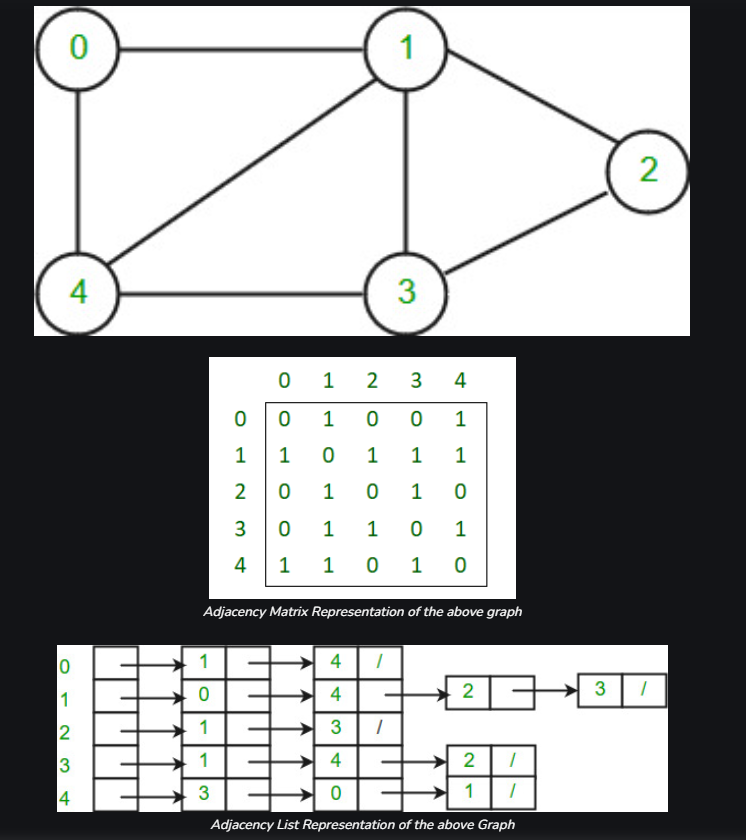 0 1
2
4 3
0 1 2 3 4
0 0 1 0 0 1
1 1 0 1 1 1
2 0 1 0 1 0
3 0 1 1 0 1
4 1 1 0 1 0
Adjacency Matrix Representation of the above graph
0 1 4 /
1 0 4 2 3 /
2 1 3 /
3 1 4 2 /
4 3 0 1 /
Adjacency List Representation of the above Graph